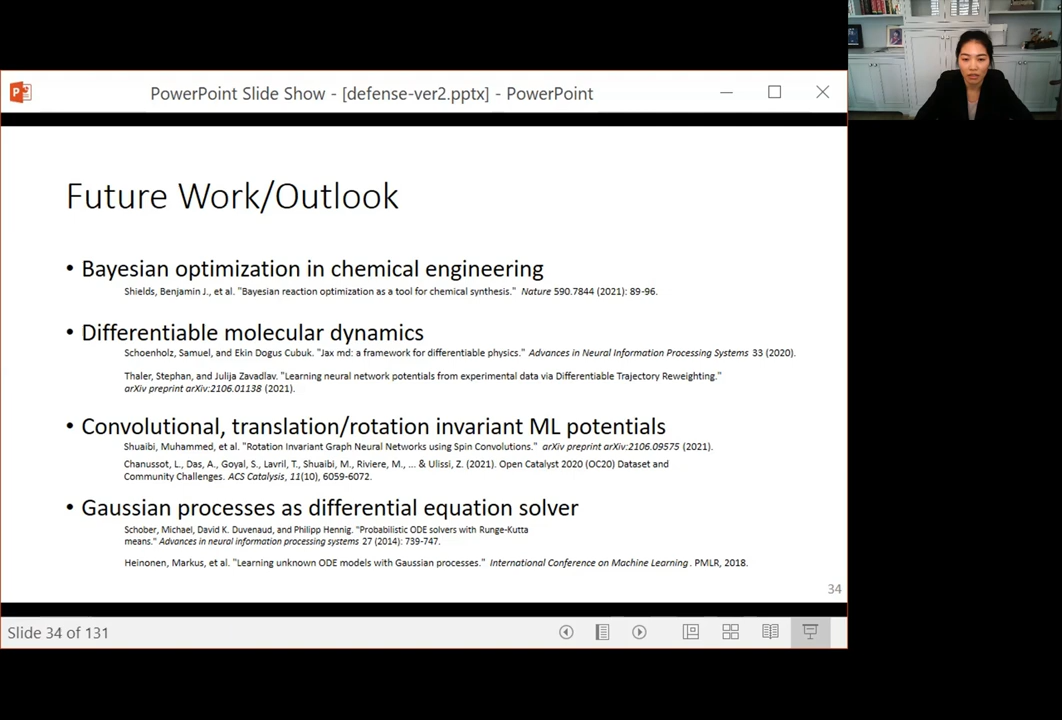 PowerPoint Slide Show - [defense-ver2.pptx] - PowerPoint
Future Work/Outlook
• Bayesian optimization in chemical engineering
Shields, Benjamin J., et al. "Bayesian reaction optimization as a tool for chemical synthesis." Nature 590.7844 (2021): 89-96.
• Differentiable molecular dynamics
Schoenholz, Samuel, and Ekin Dogus Cubuk. "Jax md: a framework for differentiable physics." Advances in Neural Information Processing Systems 33 (2020).
Thaler, Stephan, and Julija Zavadlav. "Learning neural network potentials from experimental data via Differentiable Trajectory Reweighting."
arXiv preprint arXiv:2106.01138 (2021).
• Convolutional, translation/rotation invariant ML potentials
Shuaibi, Muhammed, et al. "Rotation Invariant Graph Neural Networks using Spin Convolutions." arXiv preprint arXiv:2106.09575 (2021).
Chanussot, L., Das, A., Goyal, S., Lavril, T., Shuaibi, M., Riviere, M., ... & Ulissi, Z. (2021). Open Catalyst 2020 (OC20) Dataset and
Community Challenges. ACS Catalysis, 11(10), 6059-6072.
• Gaussian processes as differential equation solver
Schober, Michael, David K. Duvenaud, and Philipp Hennig. "Probabilistic ODE solvers with Runge-Kutta
means." Advances in neural information processing systems 27 (2014): 739-747.
Heinonen, Markus, et al. "Learning unknown ODE models with Gaussian processes." International Conference on Machine Learning. PMLR, 2018.
34
Slide 34 of 131